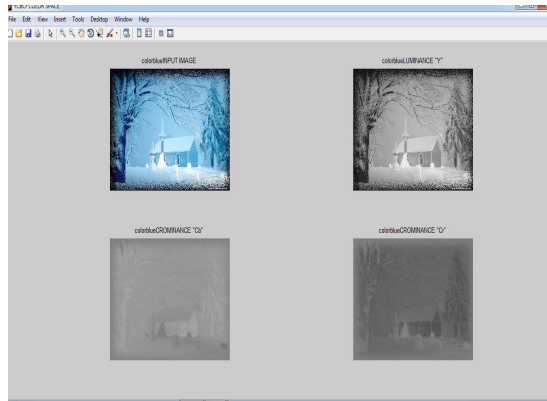 YCBCR COLOR SPACE
File Edit View Insert Tools Desktop Window Help
colorblueINPUT IMAGE
colorblueLUMINANCE "Y"
colorblueCROMINANCE "Cb"
colorblueCROMINANCE "Cr"